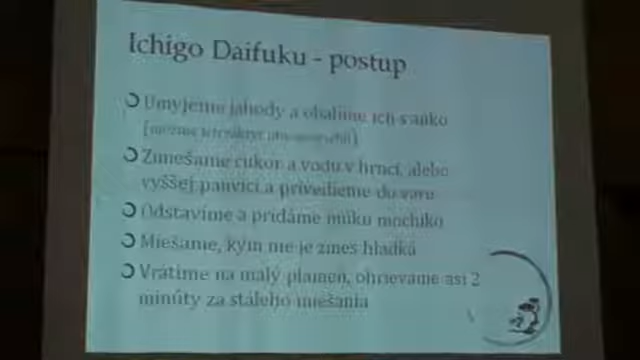 Ichigo Daifuku - postup
Umyjeme jahody a obalíme ich s anko
Zmešame cukor a vodu v hrnci, alebo
vyššej panvici a privedieme do varu
Odstavíme a pridáme múku mochiko
Miešame, kým nie je zmes hladká
Vrátime na malý plameň, ohrievame asi 2
minúty za stáleho miešania